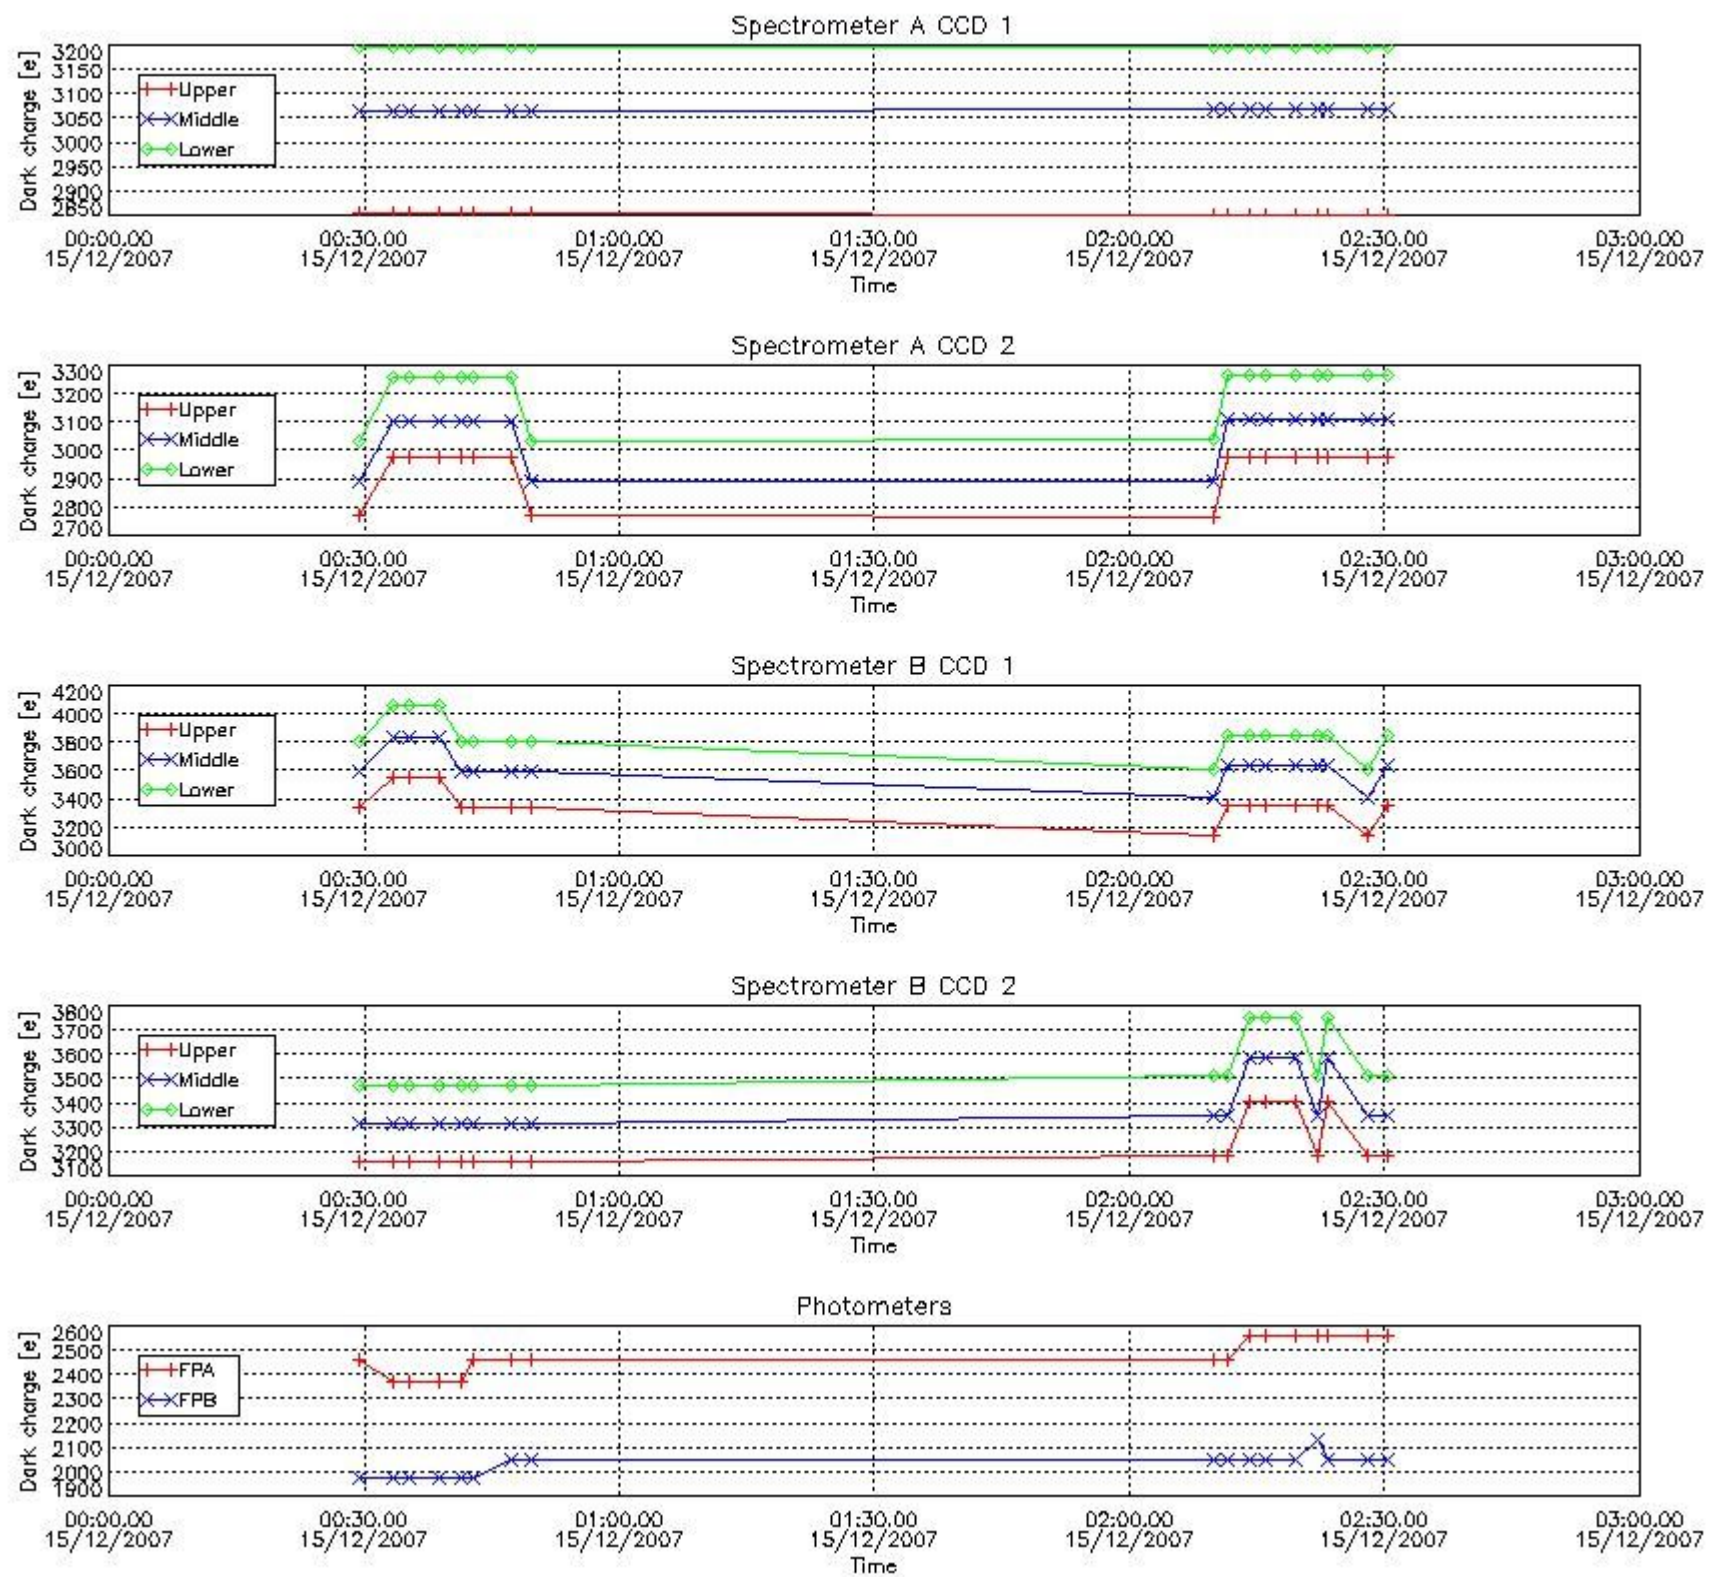 Spectrometer A CCD 1
Dark charge [e]
3200
3150
3100
3050
3000
2950
2900
2850
Upper
Middle
Lower
00:00.00 00:30.00 01:00.00 01:30.00 02:00.00 02:30.00 03:00.00
15/12/2007 15/12/2007 15/12/2007 15/12/2007 15/12/2007 15/12/2007 15/12/2007
Time
Spectrometer A CCD 2
Dark charge [e]
3300
3200
3100
3000
2900
2800
2700
Upper
Middle
Lower
00:00.00 00:30.00 01:00.00 01:30.00 02:00.00 02:30.00 03:00.00
15/12/2007 15/12/2007 15/12/2007 15/12/2007 15/12/2007 15/12/2007 15/12/2007
Time
Spectrometer B CCD 1
Dark charge [e]
4200
4000
3800
3600
3400
3200
3000
Upper
Middle
Lower
00:00.00 00:30.00 01:00.00 01:30.00 02:00.00 02:30.00 03:00.00
15/12/2007 15/12/2007 15/12/2007 15/12/2007 15/12/2007 15/12/2007 15/12/2007
Time
Spectrometer B CCD 2
Dark charge [e]
3800
3700
3600
3500
3400
3300
3200
3100
Upper
Middle
Lower
00:00.00 00:30.00 01:00.00 01:30.00 02:00.00 02:30.00 03:00.00
15/12/2007 15/12/2007 15/12/2007 15/12/2007 15/12/2007 15/12/2007 15/12/2007
Time
Photometers
Dark charge [e]
2600
2500
2400
2300
2200
2100
2000
1900
FPA
FPB
00:00.00 00:30.00 01:00.00 01:30.00 02:00.00 02:30.00 03:00.00
15/12/2007 15/12/2007 15/12/2007 15/12/2007 15/12/2007 15/12/2007 15/12/2007
Time